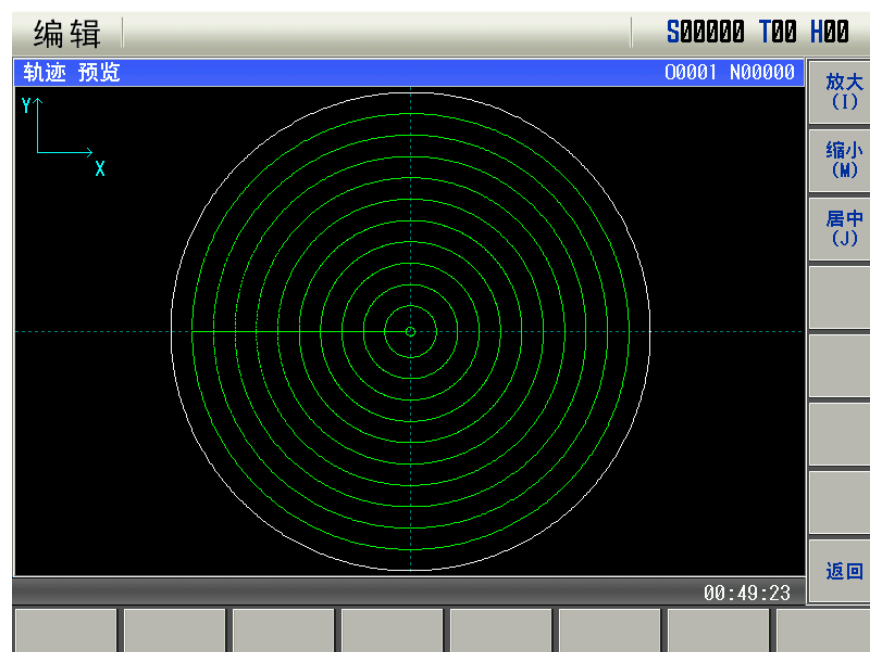 编辑 S00000 T00 H00
轨迹 预览 O0001 N00000
Y
X
放大
(I)
缩小
(M)
居中
(J)
返回
00:49:23